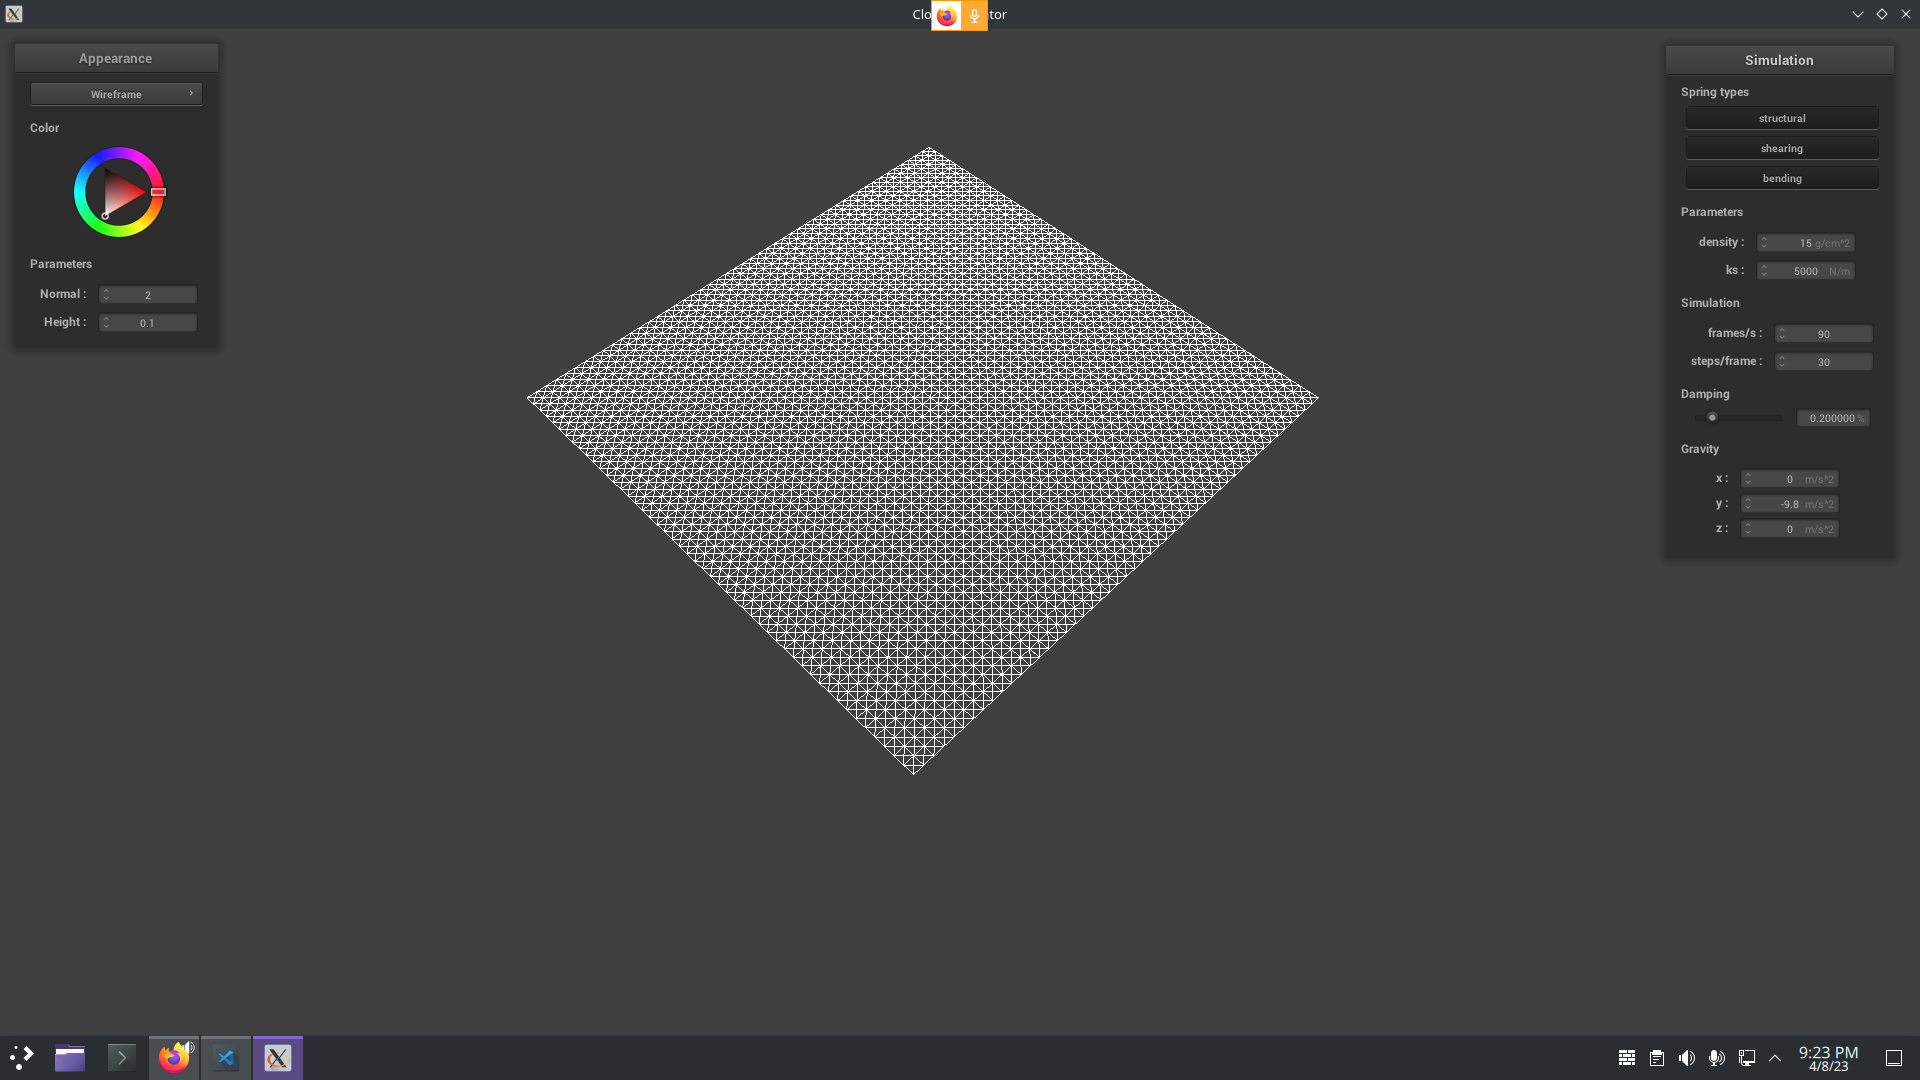 Clo tor
Appearance
Wireframe
Color
Parameters
Normal : 2
Height : 0.1
Simulation
Spring types
structural
shearing
bending
Parameters
density : 15 g/cm^2
ks : 5000 N/m
Simulation
frames/s : 90
steps/frame : 30
Damping
0.200000 %
Gravity
x : 0 m/s^2
y : -9.8 m/s^2
z : 0 m/s^2
9:23 PM
4/8/23